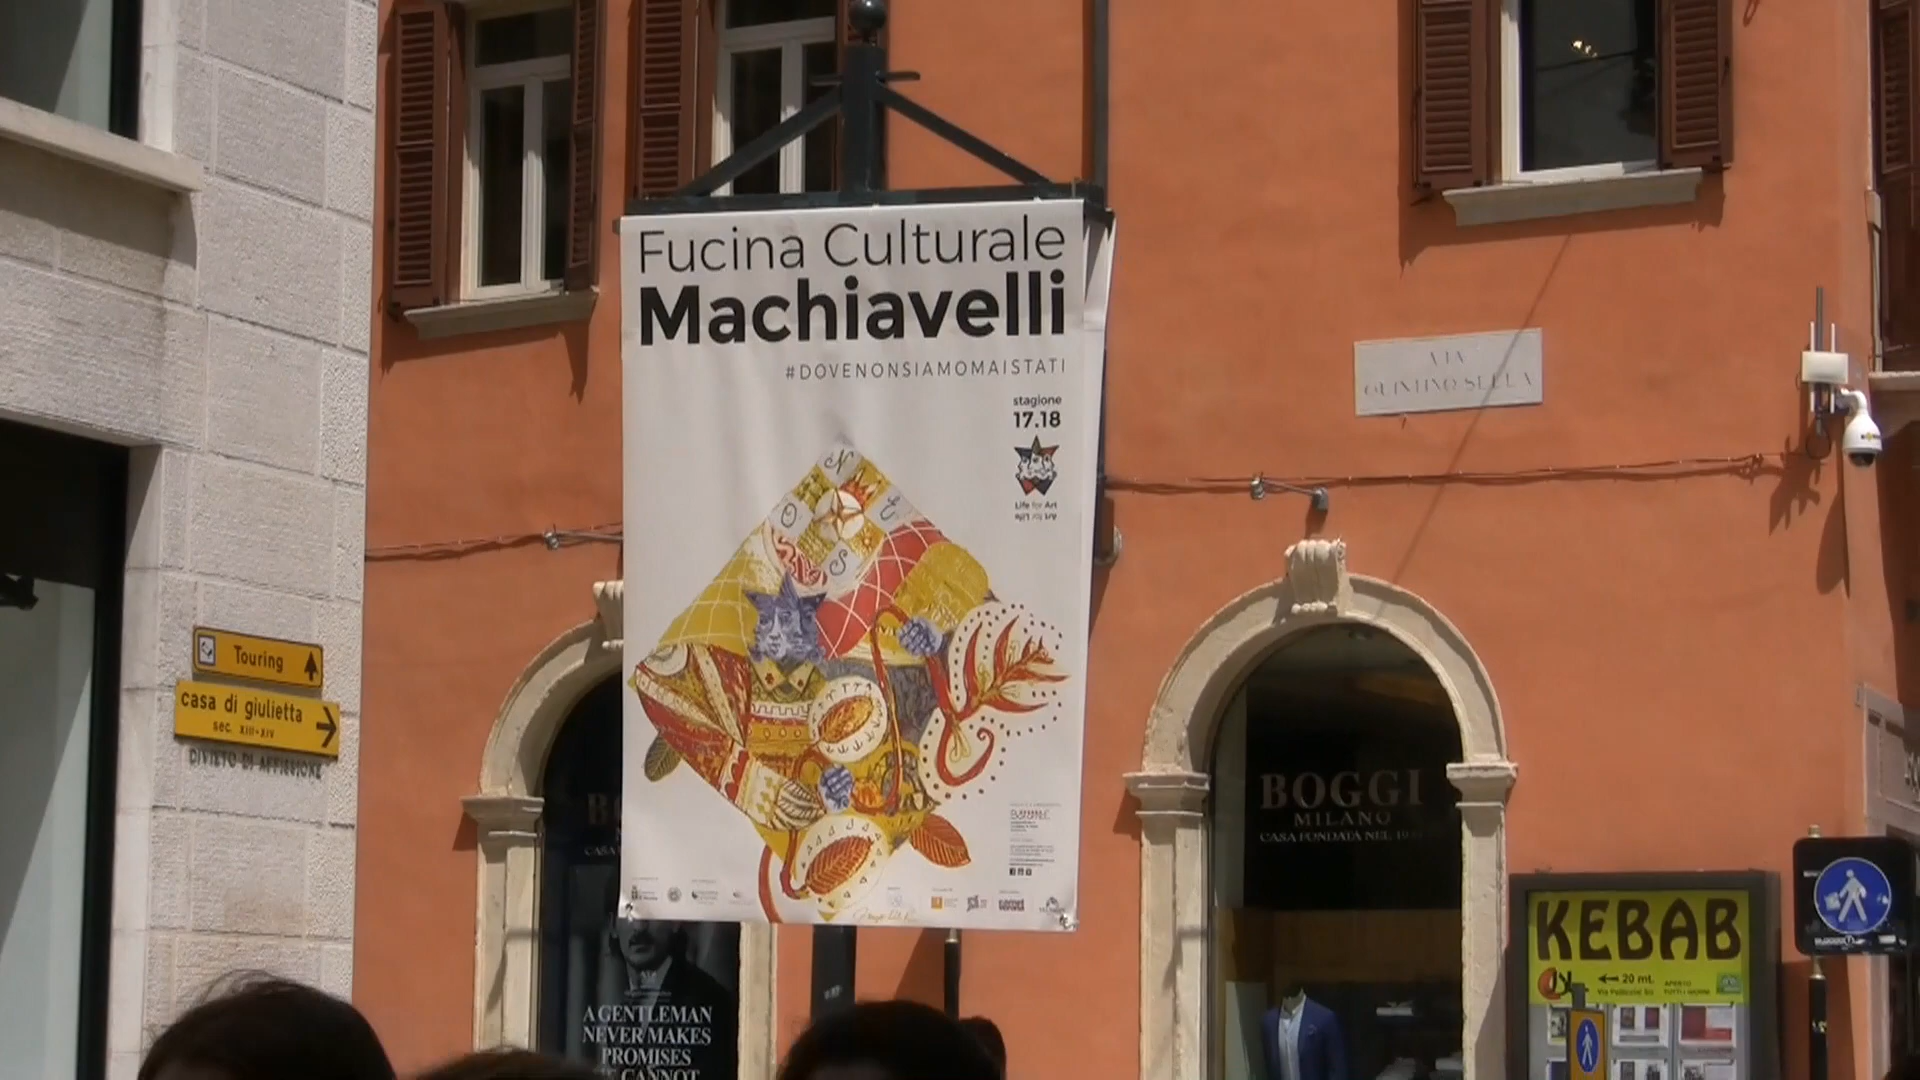 Fucina Culturale
Machiavelli
#DOVENONSIAMOMAISTATI
stagione
17.18
Life for Art
N
O
E
S
VIA
QUINTINO SELLA
Touring
casa di giulietta
sec. XIII-XIV
DIVIETO DI AFFISSIONE
BOGGI
MILANO
CASA FONDATA NEL
A GENTLEMAN
NEVER MAKES
PROMISES
CANNOT
KEBAB
20 mt.
APERTO
TUTTI I GIORNI